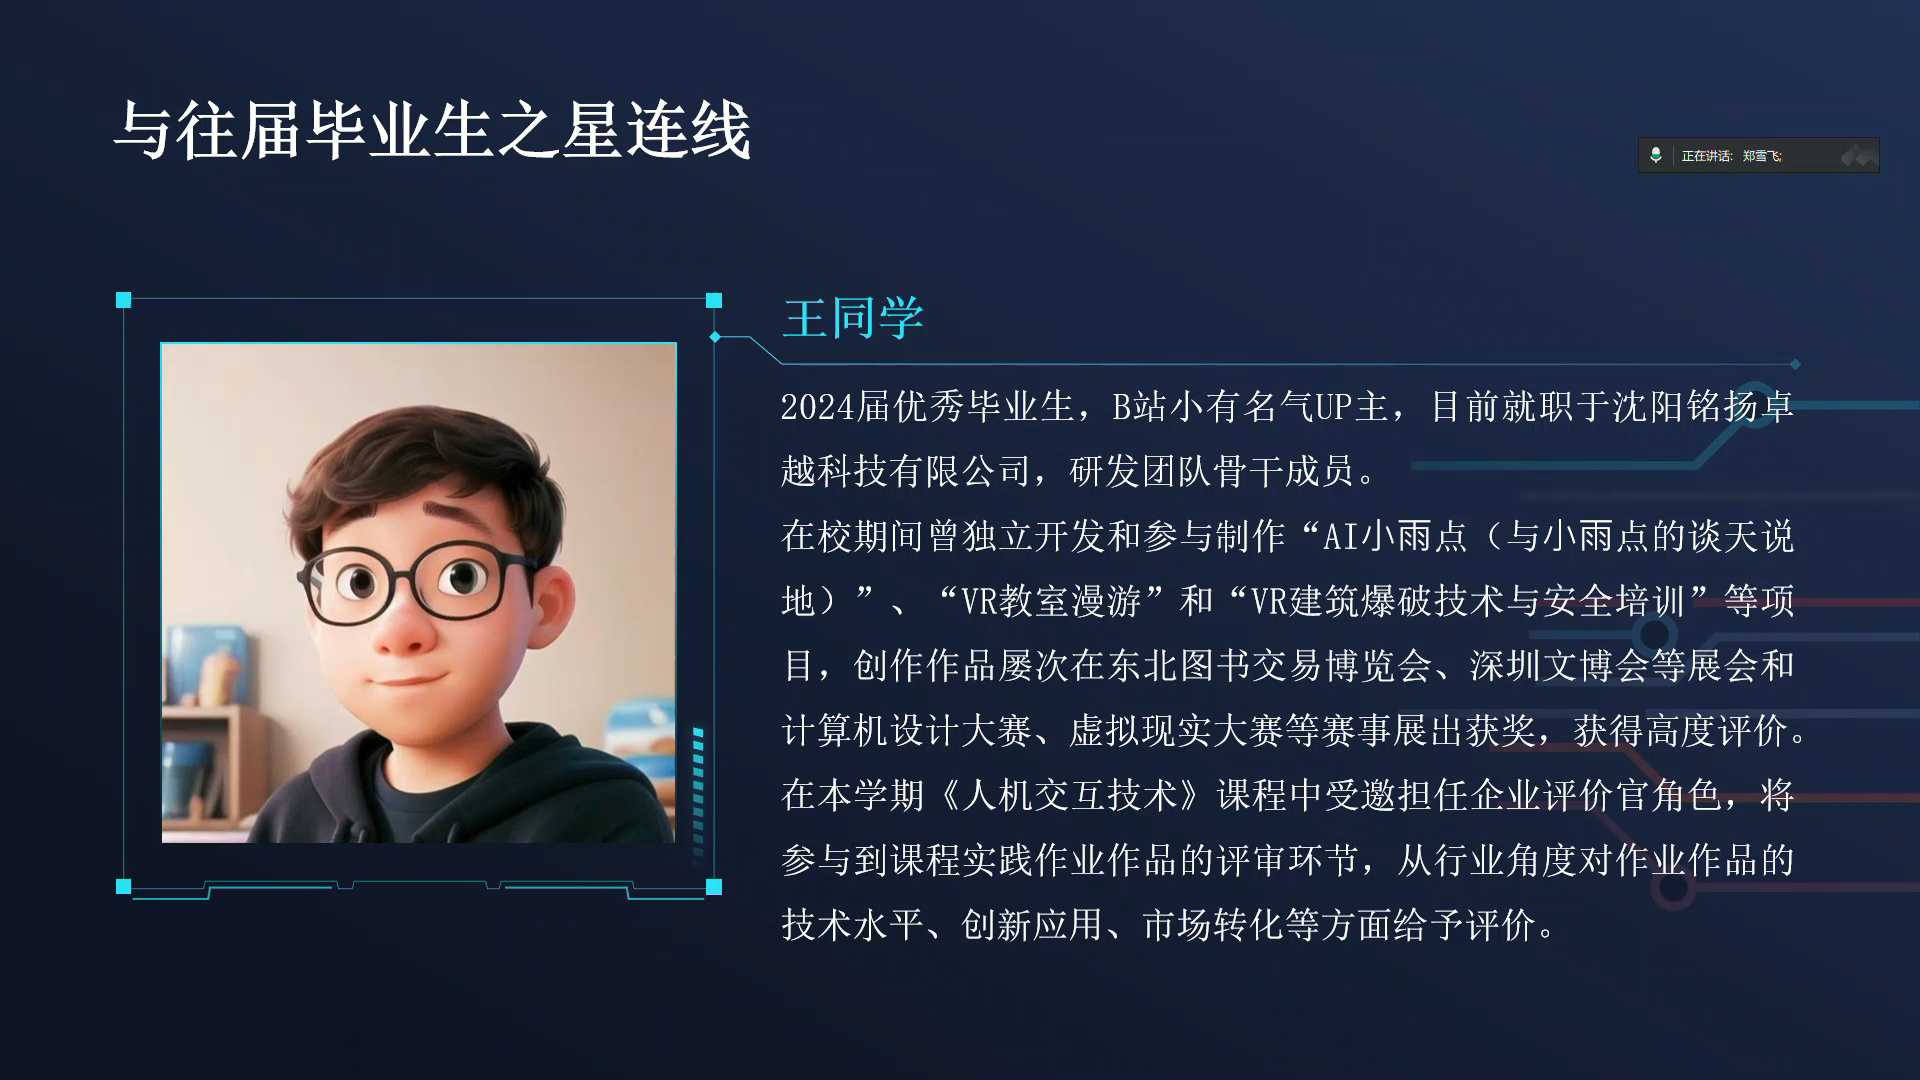 与往届毕业生之星连线
正在讲话: 郑雪飞;
王同学
2024届优秀毕业生，B站小有名气UP主，目前就职于沈阳铭扬卓
越科技有限公司，研发团队骨干成员。
在校期间曾独立开发和参与制作“AI小雨点（与小雨点的谈天说
地）”、“VR教室漫游”和“VR建筑爆破技术与安全培训”等项
目，创作作品屡次在东北图书交易博览会、深圳文博会等展会和
计算机设计大赛、虚拟现实大赛等赛事展出获奖，获得高度评价。
在本学期《人机交互技术》课程中受邀担任企业评价官角色，将
参与到课程实践作业作品的评审环节，从行业角度对作业作品的
技术水平、创新应用、市场转化等方面给予评价。